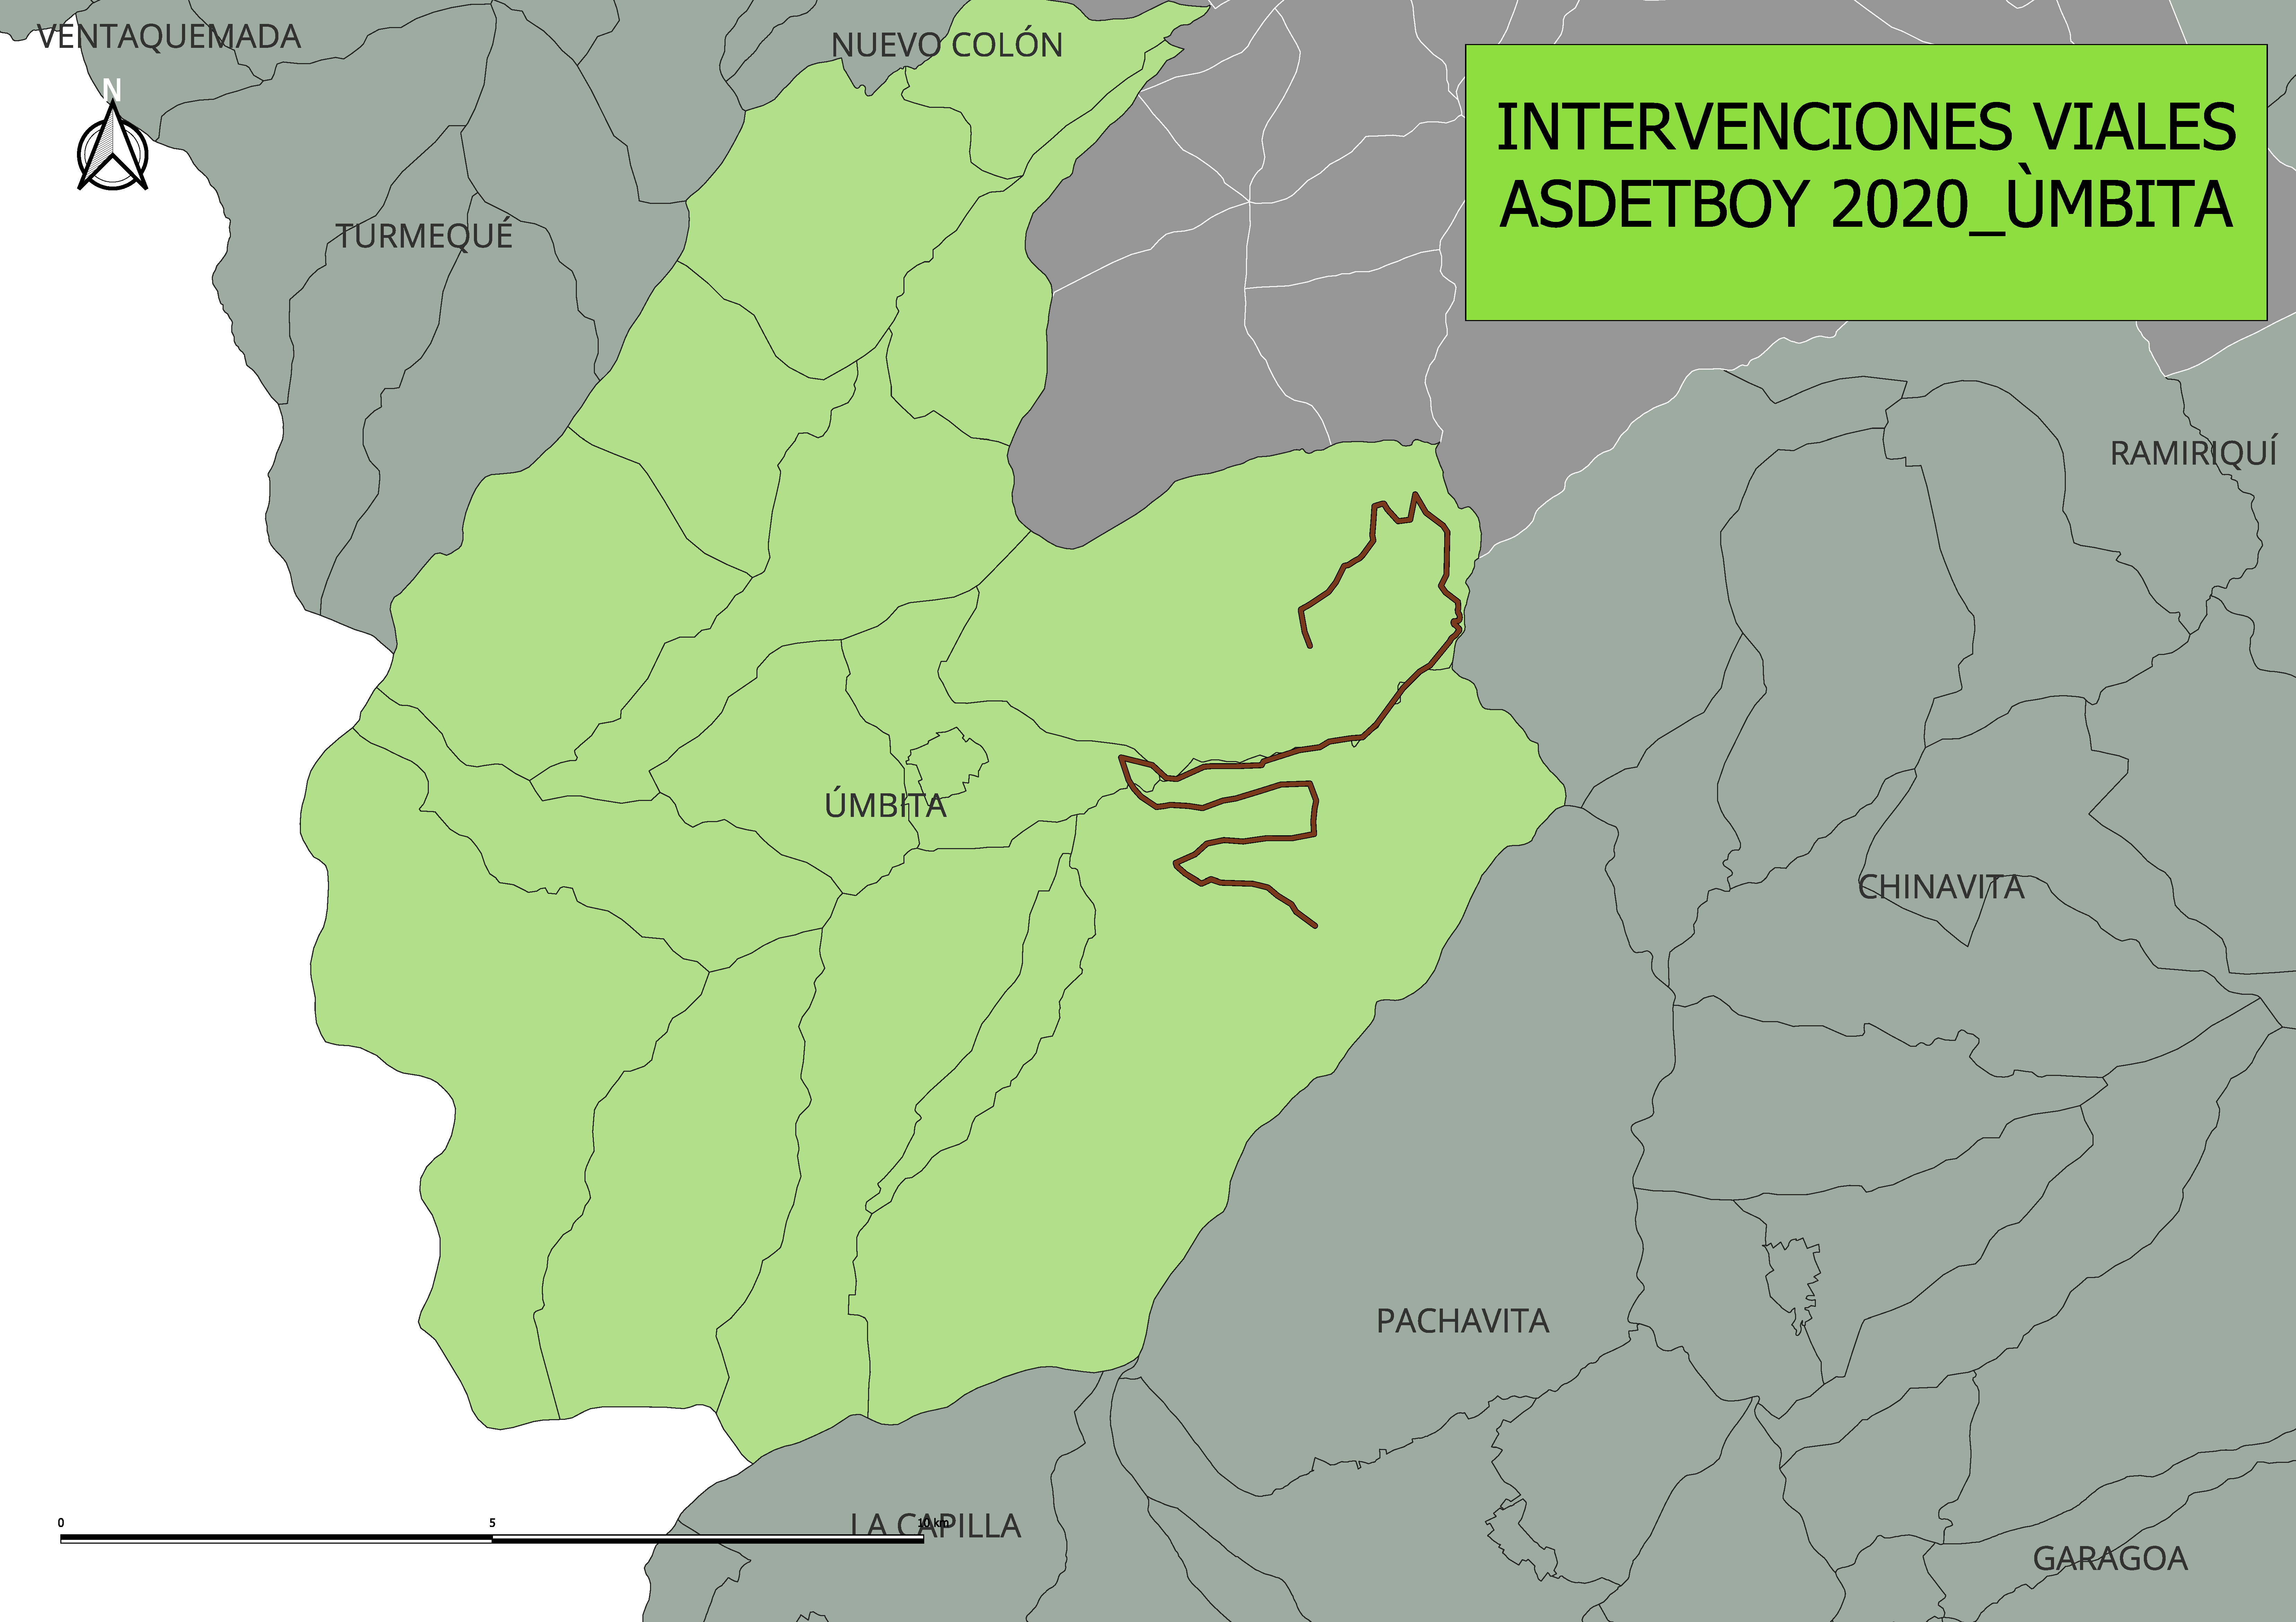 VENTAQUEMADA
NUEVO COLÓN
N
INTERVENCIONES VIALES
ASDETBOY 2020_ÙMBITA
TURMEQUÉ
RAMIRIQUÍ
ÚMBITA
CHINAVITA
PACHAVITA
0 5 10 km
LA CAPILLA
GARAGOA